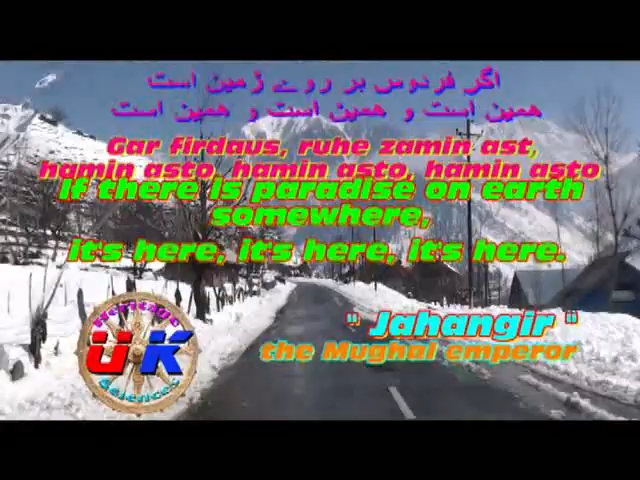 اگر فردوس بر روے زمین است
همین است و همین است و همین است
Gar firdaus, ruhe zamin ast,
hamin asto, hamin asto, hamin asto
If there is paradise on earth
somewhere,
it's here, it's here, it's here.
" Jahangir "
the Mughal emperor
Heritage
U K
Sciences